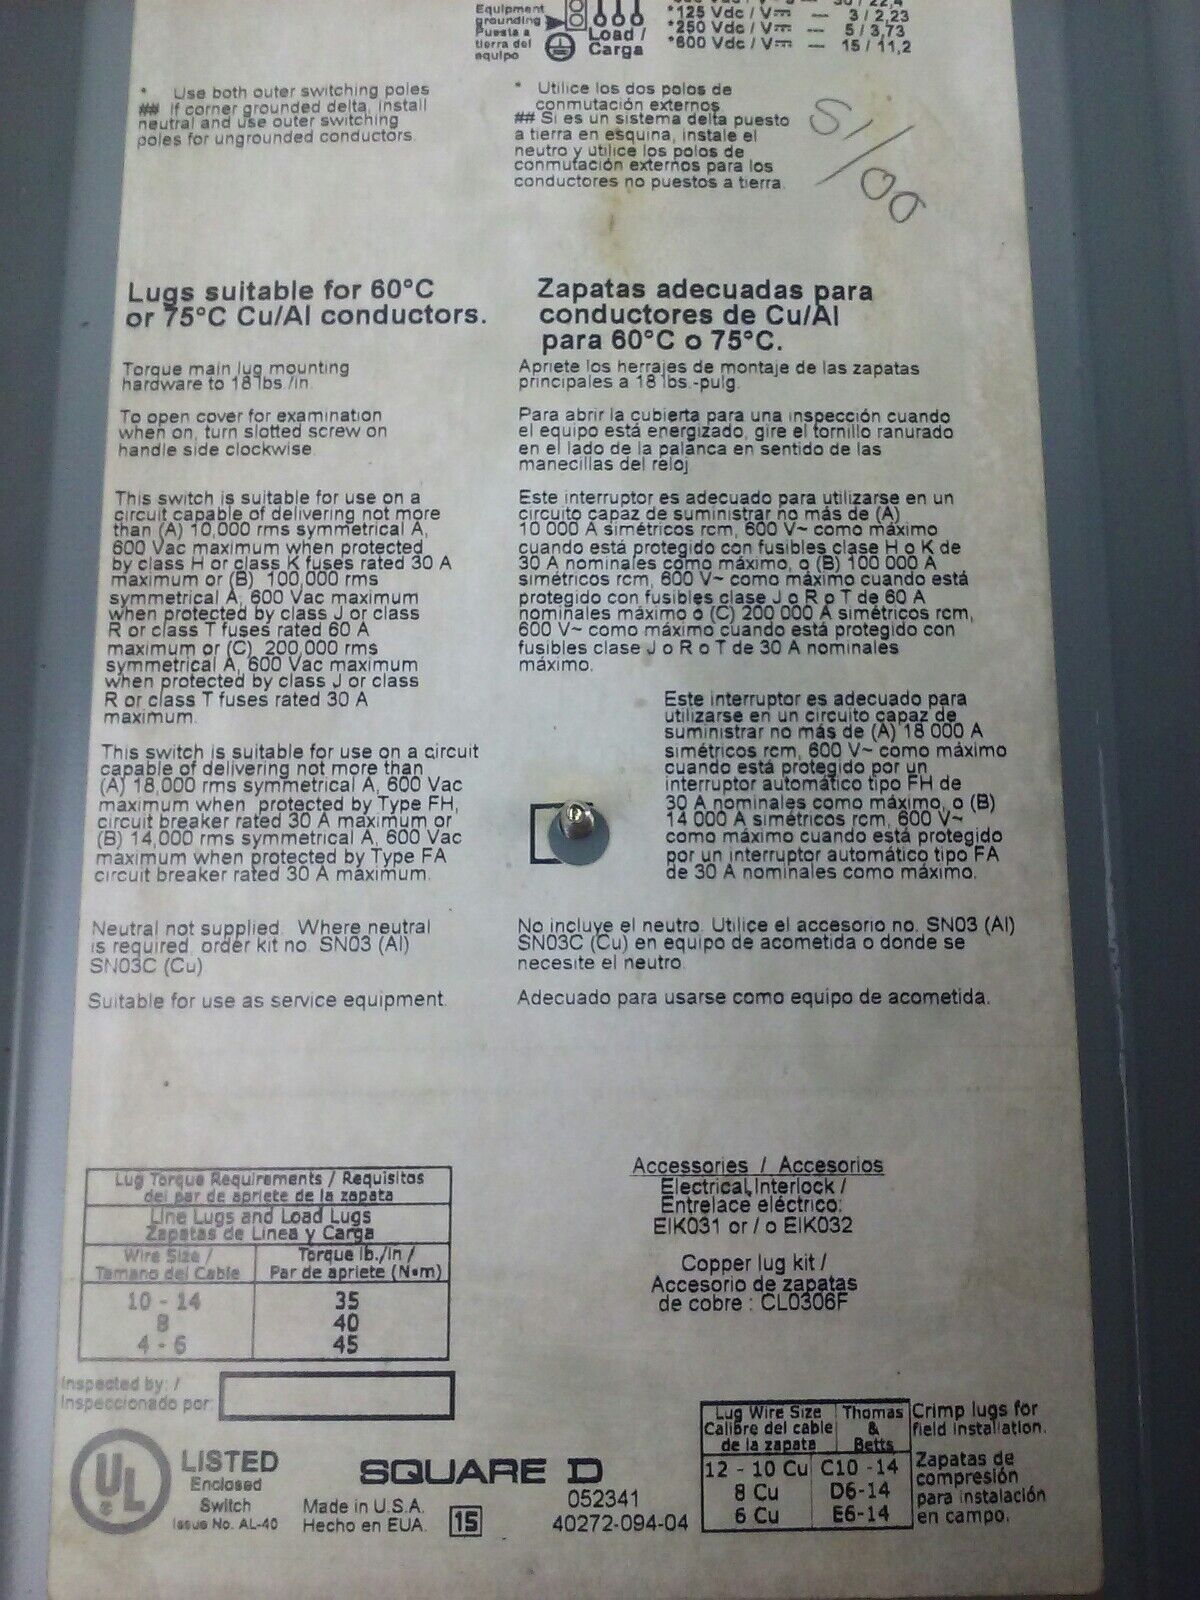 Equipment
grounding
Puesta a
tierra del
equipo
Load /
Carga
*125 Vdc / V — 3 / 2,23
*250 Vdc / V — 5 / 3,73
*600 Vdc / V — 15 / 11,2
* Use both outer switching poles
## If corner grounded delta, install
neutral and use outer switching
poles for ungrounded conductors.
* Utilice los dos polos de
conmutación externos
## Si es un sistema delta puesto
a tierra en esquina, instale el
neutro y utilice los polos de
conmutación externos para los
conductores no puestos a tierra.
Lugs suitable for 60°C
or 75°C Cu/Al conductors.
Torque main lug mounting
hardware to 18 lbs /in.
To open cover for examination
when on, turn slotted screw on
handle side clockwise
This switch is suitable for use on a
circuit capable of delivering not more
than (A) 10,000 rms symmetrical A,
600 Vac maximum when protected
by class H or class K fuses rated 30 A
maximum or (B) 100,000 rms
symmetrical A, 600 Vac maximum
when protected by class J or class
R or class T fuses rated 60 A
maximum or (C) 200,000 rms
symmetrical A, 600 Vac maximum
when protected by class J or class
R or class T fuses rated 30 A
maximum.
This switch is suitable for use on a circuit
capable of delivering not more than
(A) 18,000 rms symmetrical A, 600 Vac
maximum when protected by Type FH,
circuit breaker rated 30 A maximum or
(B) 14,000 rms symmetrical A, 600 Vac
maximum when protected by Type FA
circuit breaker rated 30 A maximum.
Neutral not supplied. Where neutral
is required, order kit no. SN03 (Al)
SN03C (Cu)
Suitable for use as service equipment.
Zapatas adecuadas para
conductores de Cu/Al
para 60°C o 75°C.
Apriete los herrajes de montaje de las zapatas
principales a 18 lbs.-pulg.
Para abrir la cubierta para una inspección cuando
el equipo está energizado, gire el tornillo ranurado
en el lado de la palanca en sentido de las
manecillas del reloj
Este interruptor es adecuado para utilizarse en un
circuito capaz de suministrar no más de (A)
10 000 A simétricos rcm, 600 V~ como máximo
cuando está protegido con fusibles clase H o K de
30 A nominales como máximo, o (B) 100 000 A
simétricos rcm, 600 V~ como máximo cuando está
protegido con fusibles clase J o R o T de 60 A
nominales máximo o (C) 200 000 A simétricos rcm,
600 V~ como máximo cuando está protegido con
fusibles clase J o R o T de 30 A nominales
máximo.
Este interruptor es adecuado para
utilizarse en un circuito capaz de
suministrar no más de (A) 18 000 A
simétricos rcm, 600 V~ como máximo
cuando está protegido por un
interruptor automático tipo FH de
30 A nominales como máximo, o (B)
14 000 A simétricos rcm, 600 V~
como máximo cuando está protegido
por un interruptor automático tipo FA
de 30 A nominales como máximo.
No incluye el neutro. Utilice el accesorio no. SN03 (Al)
SN03C (Cu) en equipo de acometida o donde se
necesite el neutro.
Adecuado para usarse como equipo de acometida.
Lug Torque Requirements / Requisitos
del par de apriete de la zapata
Line Lugs and Load Lugs
Zapatas de Linea y Carga
Wire Size / Torque lb./in /
Tamano del Cable Par de apriete (N•m)
10 - 14 35
8 40
4 - 6 45
Inspected by: /
Inspeccionado por:
Accessories / Accesorios
Electrical Interlock /
Entrelace eléctrico:
EIK031 or / o EIK032
Copper lug kit /
Accesorio de zapatas
de cobre : CL0306F
UL
LISTED
Enclosed
Switch
Issue No. AL-40
SQUARE D
Made in U.S.A.
Hecho en EUA.
15
052341
40272-094-04
Lug Wire Size Thomas
Calibre del cable &
de la zapata Betts
12 - 10 Cu C10 -14
8 Cu D6-14
6 Cu E6-14
Crimp lugs for
field installation.
Zapatas de
compresión
para instalación
en campo.